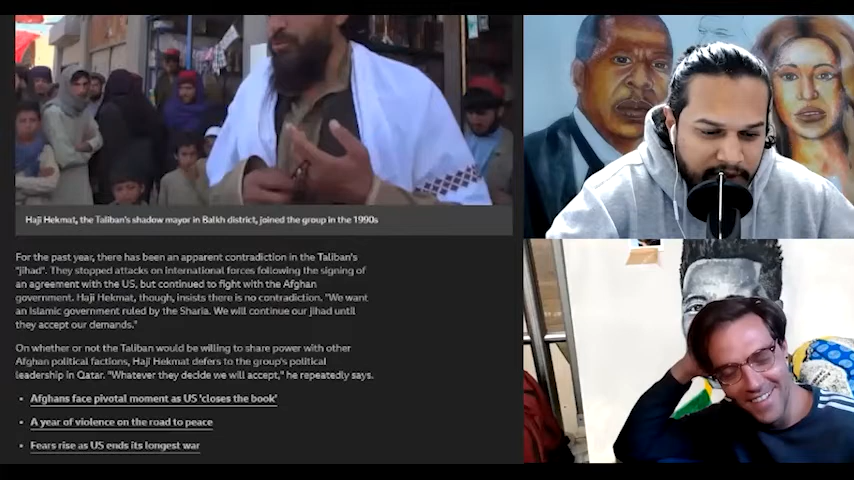 Haji Hekmat, the Taliban's shadow mayor in Balkh district, joined the group in the 1990s
For the past year, there has been an apparent contradiction in the Taliban's
"jihad". They stopped attacks on international forces following the signing of
an agreement with the US, but continued to fight with the Afghan
government. Haji Hekmat, though, insists there is no contradiction. "We want
an Islamic government ruled by the Sharia. We will continue our jihad until
they accept our demands."
On whether or not the Taliban would be willing to share power with other
Afghan political factions, Haji Hekmat defers to the group's political
leadership in Qatar. "Whatever they decide we will accept," he repeatedly says.
Afghans face pivotal moment as US 'closes the book'
A year of violence on the road to peace
Fears rise as US ends its longest war